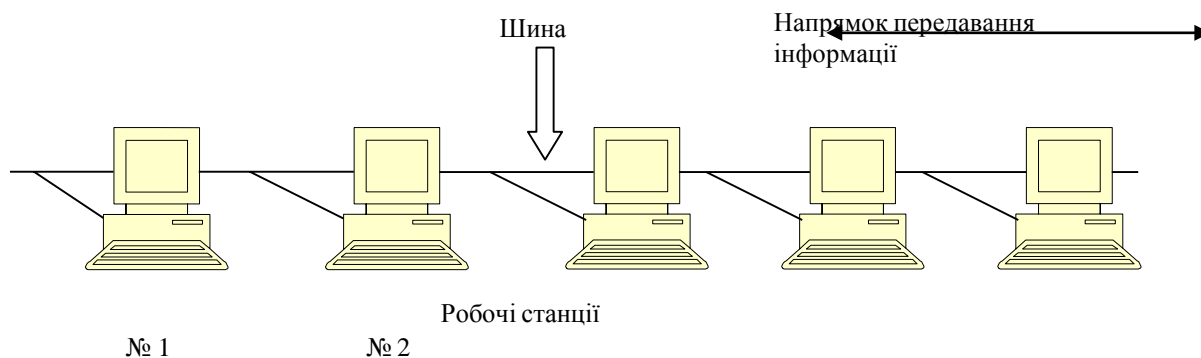 Шина
Напрямок передавання
інформації
Робочі станції
№ 1
№ 2